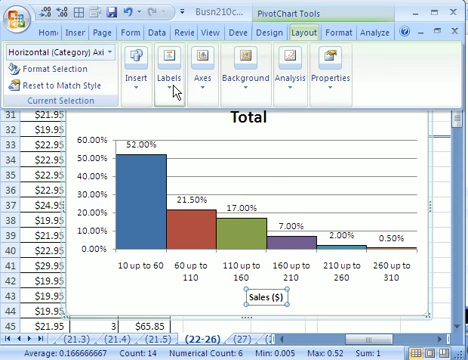 Busn210c... PivotChart Tools
Hom Inser Page Form Data Revie Viev Deve Design Layout Format Analyze
Horizontal (Category) Axi
Format Selection
Reset to Match Style
Current Selection
Insert Labels Axes Background Analysis Properties
31 $21.95
32 $19.95
33 $22.95
34 $22.95
35 $22.95
37 $24.95
38 $19.95
39 $21.95
40 $22.95
41 $29.95
42 $29.95
43 $19.95
44 $19.95
45 $21.95 3 $65.85
Total
60.00%
50.00%
40.00%
30.00%
20.00%
10.00%
0.00%
52.00%
21.50%
17.00%
7.00%
2.00%
0.50%
10 up to 60
60 up to 110
110 up to 160
160 up to 210
210 up to 260
260 up to 310
Sales ($)
(21.3) (21.4) (21.5) (22-26) (27)
Average: 0.166666667 Count: 14 Numerical Count: 6 Min: 0.005 Max: 0.52 Sum: 1